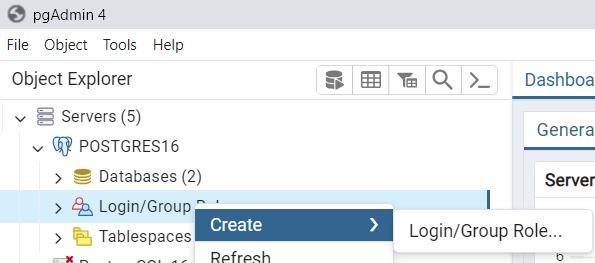 pgAdmin 4
File Object Tools Help
Object Explorer
Dashboa
Servers (5)
Genera
POSTGRES16
Databases (2)
Server
Login/Group
Create
Login/Group Role...
Tablespaces
Refresh
6